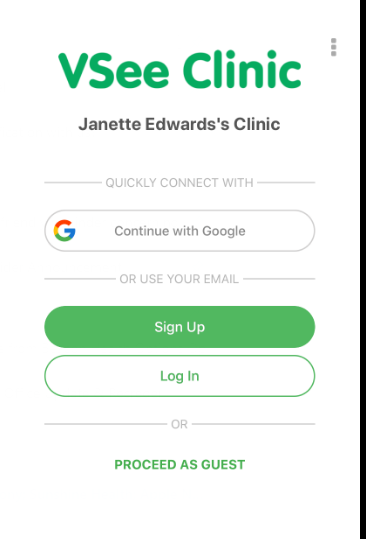 VSee Clinic
Janette Edwards's Clinic
QUICKLY CONNECT WITH
Continue with Google
OR USE YOUR EMAIL
Sign Up
Log In
OR
PROCEED AS GUEST